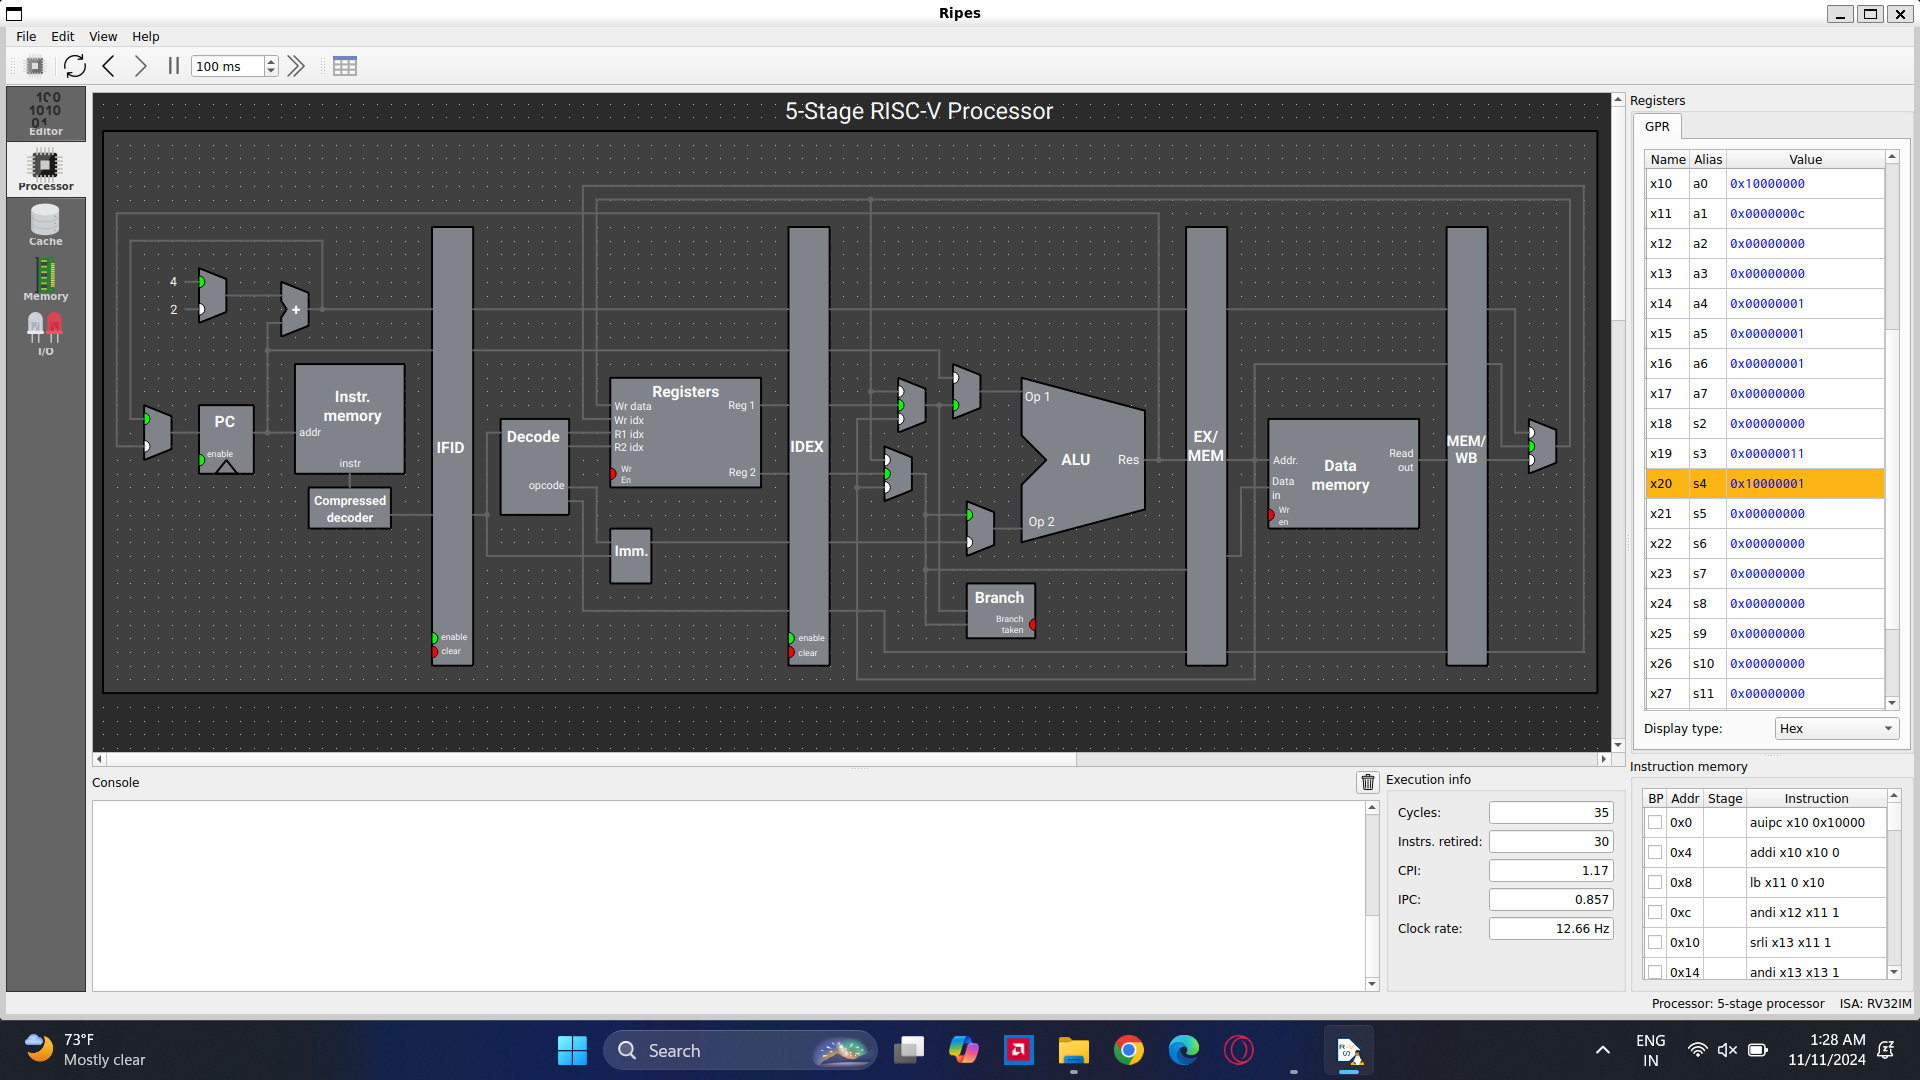 Ripes
File Edit View Help
100 ms
Editor
Processor
Cache
Memory
I/O
5-Stage RISC-V Processor
4
2
+
PC
enable
Instr. memory
addr
instr
Compressed decoder
IFID
enable
clear
Decode
opcode
Registers
Wr data
Wr idx
R1 idx
R2 idx
Wr En
Reg 1
Reg 2
Imm.
IDEX
enable
clear
Op 1
ALU
Res
Op 2
Branch
Branch taken
EX/MEM
Addr.
Data in
Wr en
Data memory
Read out
MEM/WB
Registers
GPR
Name Alias Value
x10 a0 0x10000000
x11 a1 0x0000000c
x12 a2 0x00000000
x13 a3 0x00000000
x14 a4 0x00000001
x15 a5 0x00000001
x16 a6 0x00000001
x17 a7 0x00000000
x18 s2 0x00000000
x19 s3 0x00000011
x20 s4 0x10000001
x21 s5 0x00000000
x22 s6 0x00000000
x23 s7 0x00000000
x24 s8 0x00000000
x25 s9 0x00000000
x26 s10 0x00000000
x27 s11 0x00000000
Display type: Hex
Console
Execution info
Cycles: 35
Instrs. retired: 30
CPI: 1.17
IPC: 0.857
Clock rate: 12.66 Hz
Instruction memory
BP Addr Stage Instruction
0x0 auipc x10 0x10000
0x4 addi x10 x10 0
0x8 lb x11 0 x10
0xc andi x12 x11 1
0x10 srli x13 x11 1
0x14 andi x13 x13 1
Processor: 5-stage processor ISA: RV32IM
73°F
Mostly clear
Search
ENG
IN
1:28 AM
11/11/2024